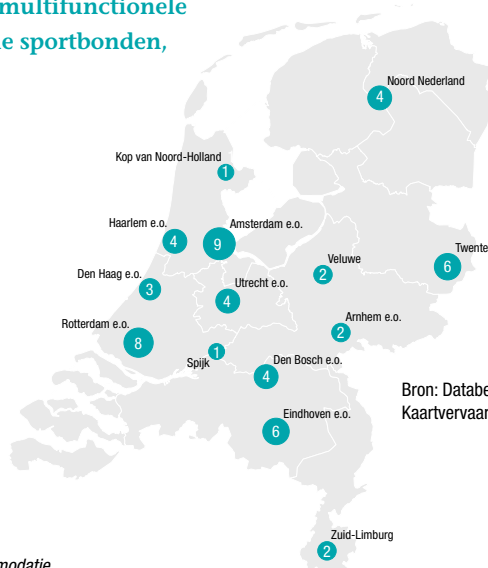 multifunctionele
e sportbonden,
Noord Nederland
4
Kop van Noord-Holland
1
Haarlem e.o.
4
Amsterdam e.o.
9
Twente
6
Veluwe
2
Den Haag e.o.
3
Utrecht e.o.
4
Rotterdam e.o.
8
Arnhem e.o.
2
Spijk
1
Den Bosch e.o.
4
Bron: Databe
Kaartvervaar
Eindhoven e.o.
6
Zuid-Limburg
2
modatie